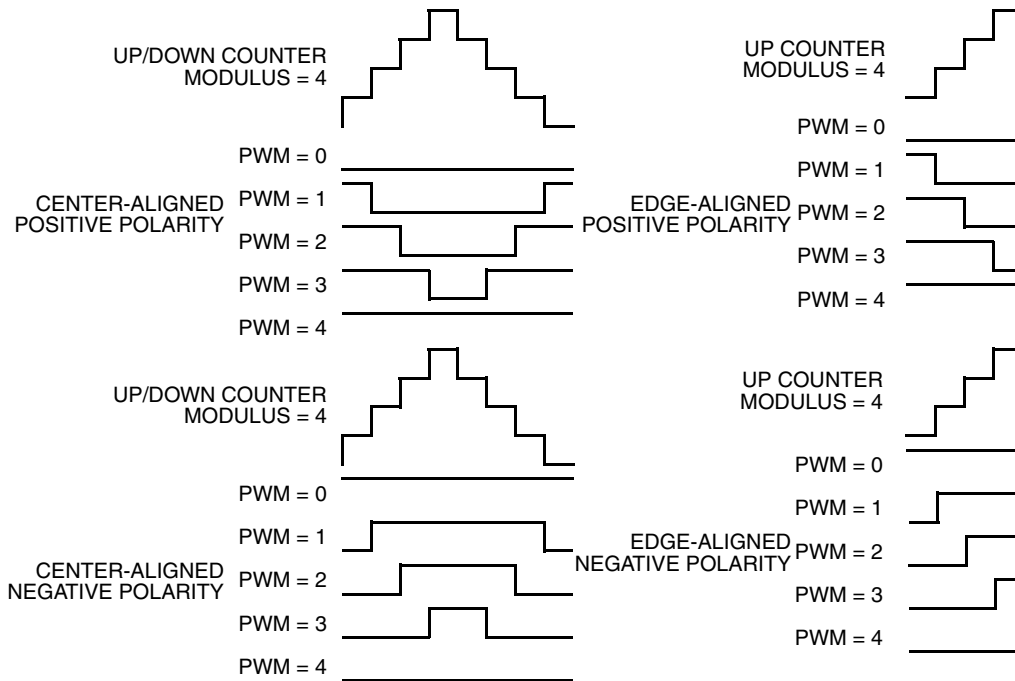 UP/DOWN COUNTER
MODULUS = 4
PWM = 0
CENTER-ALIGNED
POSITIVE POLARITY
PWM = 1
PWM = 2
PWM = 3
PWM = 4
UP COUNTER
MODULUS = 4
PWM = 0
PWM = 1
EDGE-ALIGNED
POSITIVE POLARITY
PWM = 2
PWM = 3
PWM = 4
UP/DOWN COUNTER
MODULUS = 4
PWM = 0
PWM = 1
CENTER-ALIGNED
NEGATIVE POLARITY
PWM = 2
PWM = 3
PWM = 4
UP COUNTER
MODULUS = 4
PWM = 0
PWM = 1
EDGE-ALIGNED
NEGATIVE POLARITY
PWM = 2
PWM = 3
PWM = 4